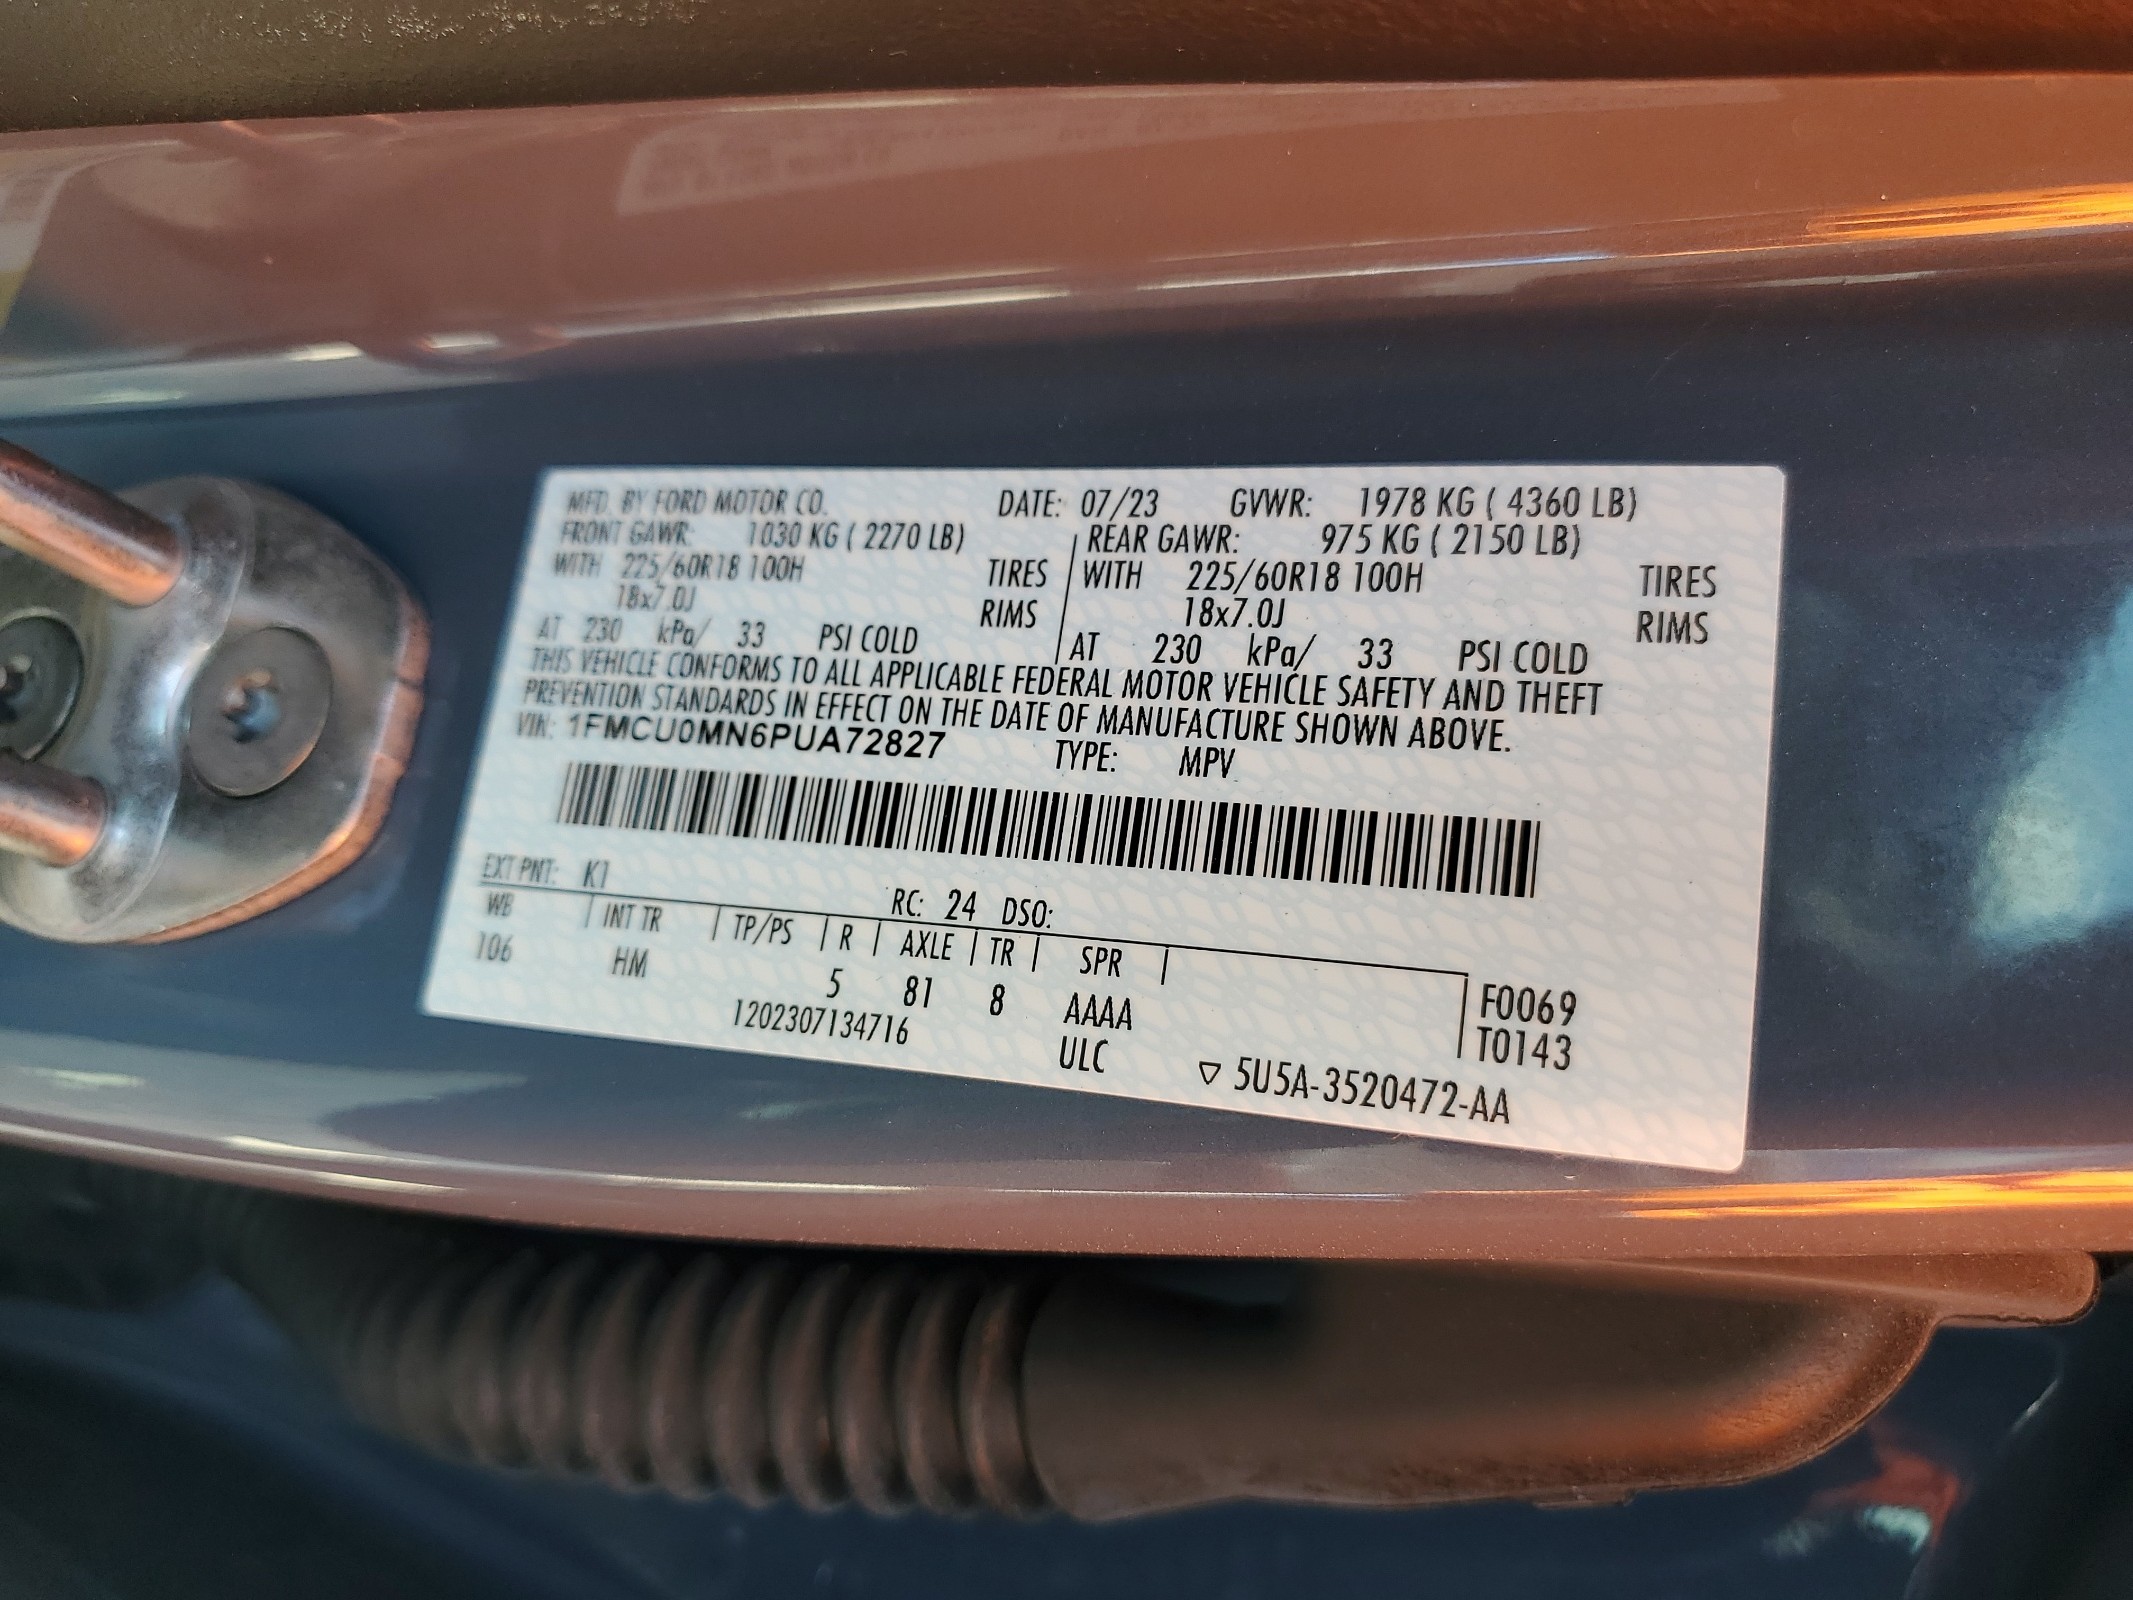 MFD. BY FORD MOTOR CO. DATE: 07/23 GVWR: 1978 KG ( 4360 LB)
FRONT GAWR: 1030 KG ( 2270 LB) REAR GAWR: 975 KG ( 2150 LB)
WITH 225/60R18 100H TIRES WITH 225/60R18 100H TIRES
18x7.0J RIMS 18x7.0J RIMS
AT 230 kPa/ 33 PSI COLD AT 230 kPa/ 33 PSI COLD
THIS VEHICLE CONFORMS TO ALL APPLICABLE FEDERAL MOTOR VEHICLE SAFETY AND THEFT
PREVENTION STANDARDS IN EFFECT ON THE DATE OF MANUFACTURE SHOWN ABOVE.
VIN: 1FMCU0MN6PUA72827 TYPE: MPV
EXT PNT: K1 RC: 24 DSO:
WB INT TR TP/PS R AXLE TR SPR
106 HM 5 81 8 AAAA F0069
1202307134716 ULC T0143
▽ 5U5A-3520472-AA